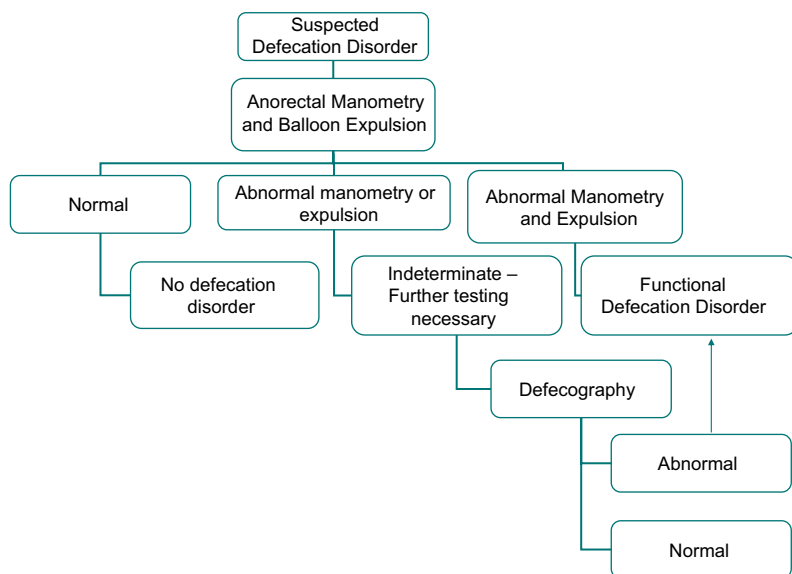 Suspected
Defecation Disorder
Anorectal Manometry
and Balloon Expulsion
Normal
Abnormal manometry or
expulsion
Abnormal Manometry
and Expulsion
No defecation
disorder
Indeterminate –
Further testing
necessary
Functional
Defecation Disorder
Defecography
Abnormal
Normal